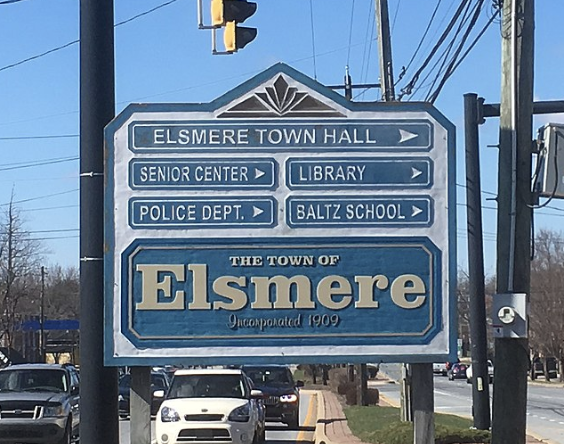 ELSMERE TOWN HALL
SENIOR CENTER LIBRARY
POLICE DEPT. BALTZ SCHOOL
THE TOWN OF
Elsmere
Incorporated 1909